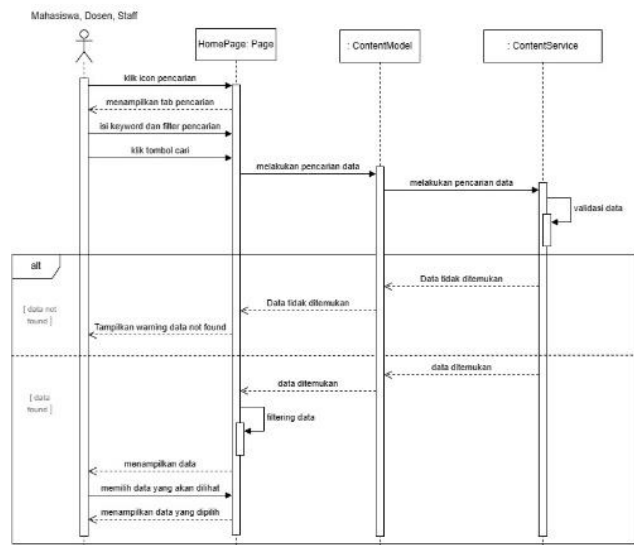 Mahasiswa, Dosen, Staff
HomePage: Page
: ContentModel
: ContentService
klik icon pencarian
menampilkan tab pencarian
isi keyword dan filter pencarian
klik tombol cari
melakukan pencarian data
melakukan pencarian data
validasi data
alt
Data tidak ditemukan
[ data not
found ]
Data tidak ditemukan
Tampilkan warning data not found
data ditemukan
data ditemukan
[ data
found ]
filtering data
menampilkan data
memilih data yang akan dilihat
menampilkan data yang dipilih